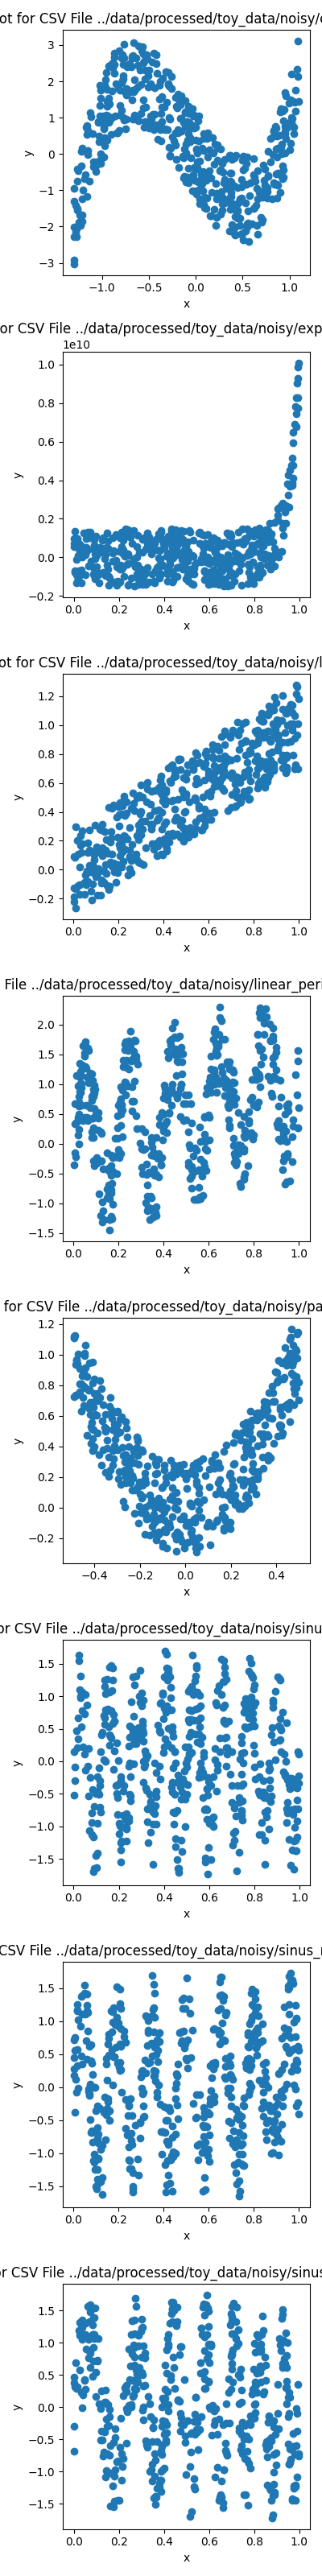 ot for CSV File ../data/processed/toy_data/noisy/
3
2
1
0
−1
−2
−3
y
−1.0 −0.5 0.0 0.5 1.0
x
or CSV File ../data/processed/toy_data/noisy/exp
1e10
1.0
0.8
0.6
0.4
0.2
0.0
−0.2
y
0.0 0.2 0.4 0.6 0.8 1.0
x
ot for CSV File ../data/processed/toy_data/noisy/l
1.2
1.0
0.8
0.6
0.4
0.2
0.0
−0.2
y
0.0 0.2 0.4 0.6 0.8 1.0
x
File ../data/processed/toy_data/noisy/linear_peri
2.0
1.5
1.0
0.5
0.0
−0.5
−1.0
−1.5
y
0.0 0.2 0.4 0.6 0.8 1.0
x
for CSV File ../data/processed/toy_data/noisy/pa
1.2
1.0
0.8
0.6
0.4
0.2
0.0
−0.2
y
−0.4 −0.2 0.0 0.2 0.4
x
or CSV File ../data/processed/toy_data/noisy/sinu
1.5
1.0
0.5
0.0
−0.5
−1.0
−1.5
y
0.0 0.2 0.4 0.6 0.8 1.0
x
CSV File ../data/processed/toy_data/noisy/sinus_
1.5
1.0
0.5
0.0
−0.5
−1.0
−1.5
y
0.0 0.2 0.4 0.6 0.8 1.0
x
or CSV File ../data/processed/toy_data/noisy/sinus
1.5
1.0
0.5
0.0
−0.5
−1.0
−1.5
y
0.0 0.2 0.4 0.6 0.8 1.0
x